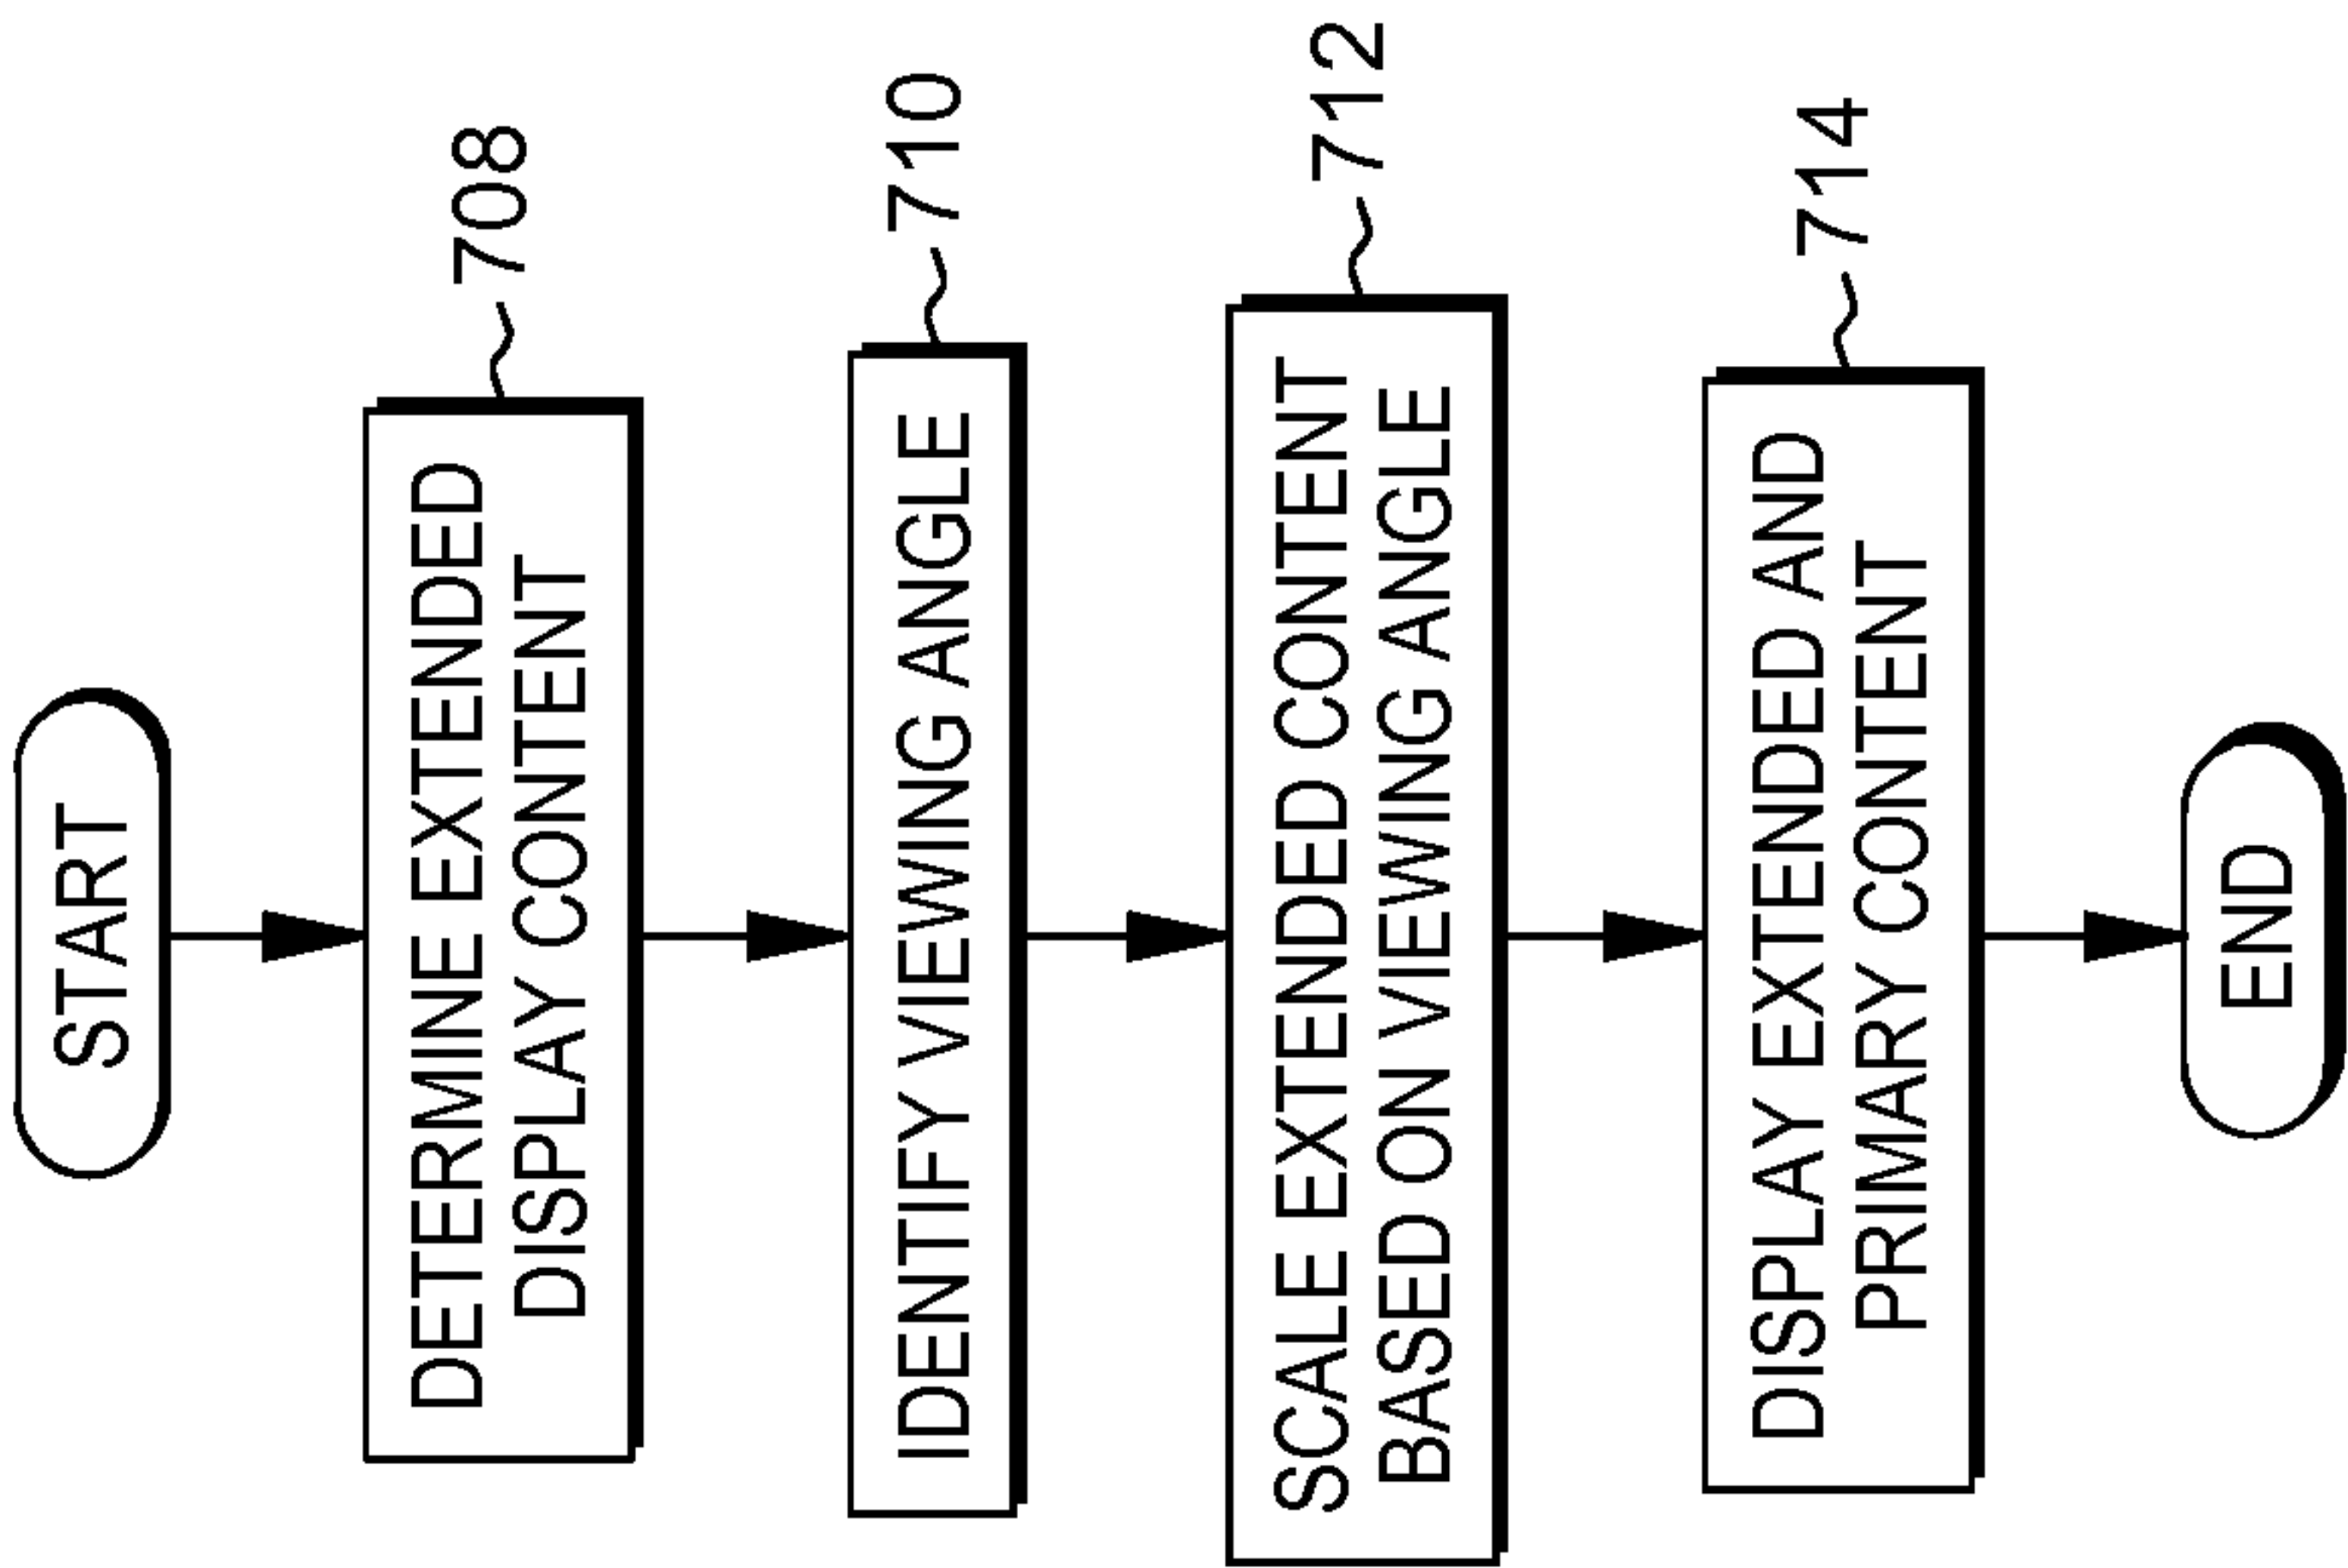 START
DETERMINE EXTENDED
DISPLAY CONTENT
708
IDENTIFY VIEWING ANGLE
710
SCALE EXTENDED CONTENT
BASED ON VIEWING ANGLE
712
DISPLAY EXTENDED AND
PRIMARY CONTENT
714
END